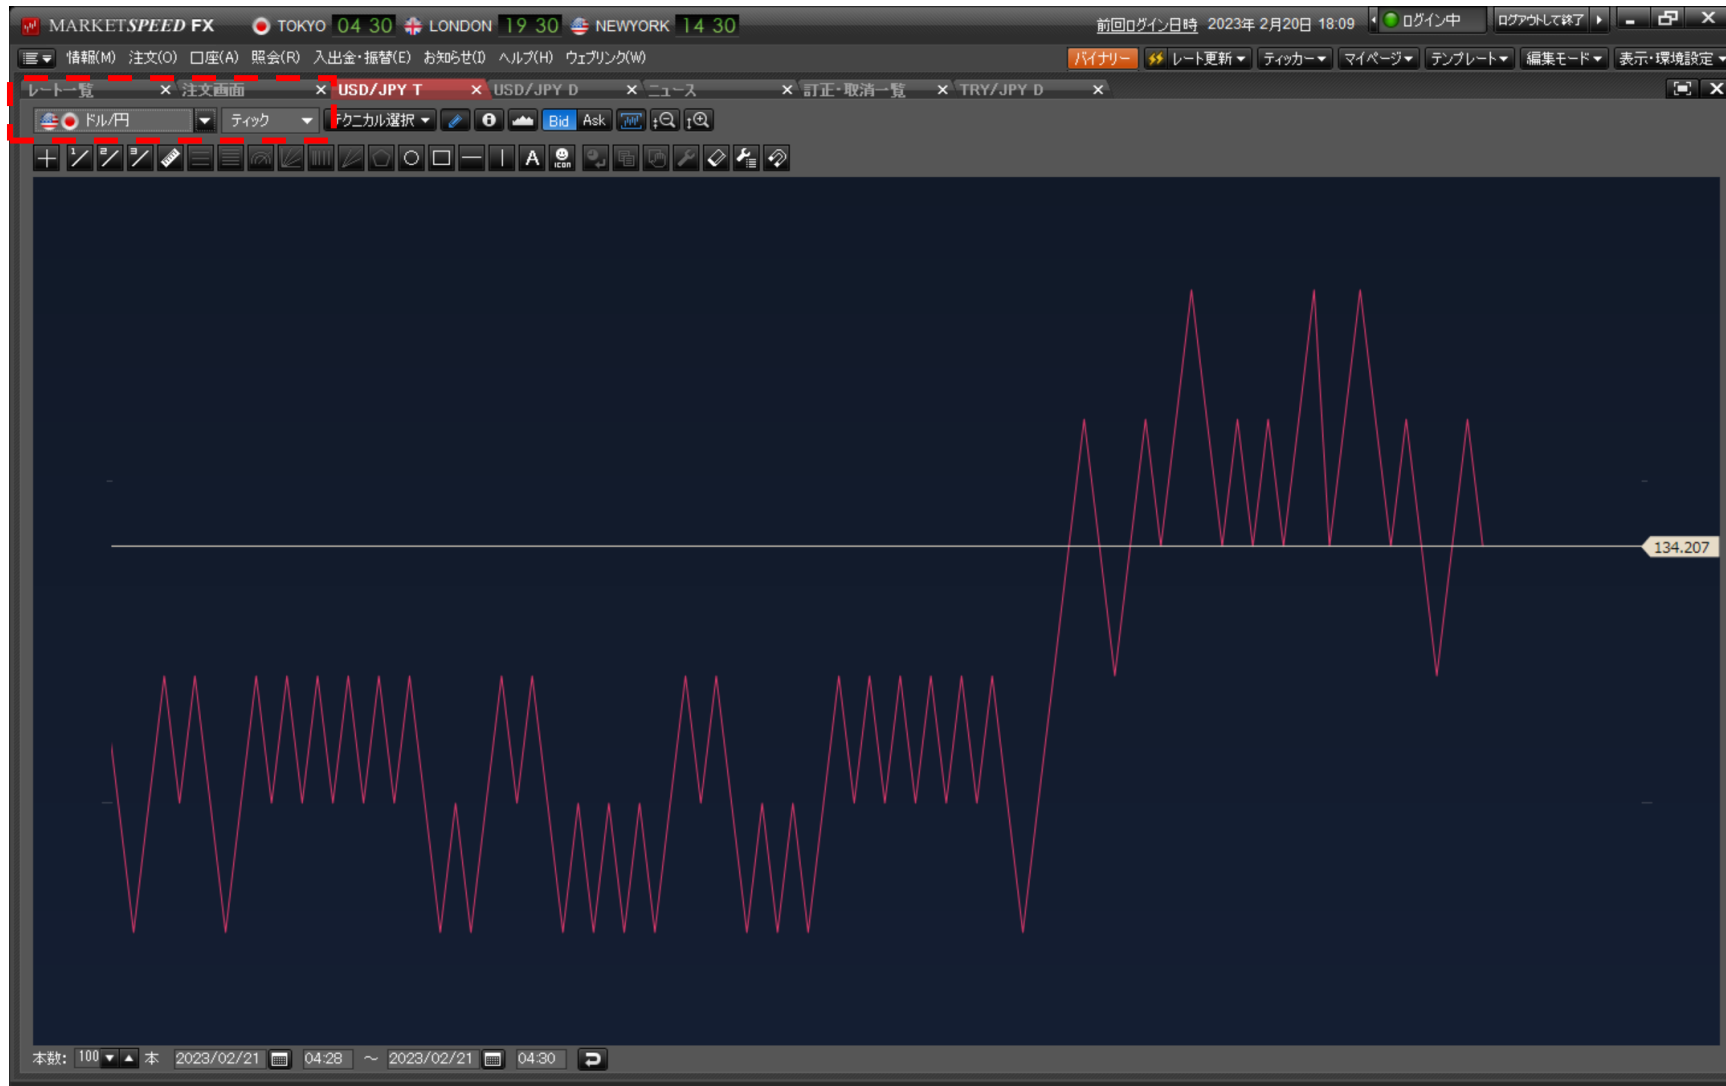 MARKETSPEED FX TOKYO 04 30 LONDON 19 30 NEWYORK 14 30 前回ログイン日時 2023年 2月20日 18:09 ログイン中 ログアウトして終了
情報(M) 注文(O) 口座(A) 照会(R) 入出金・振替(E) お知らせ(I) ヘルプ(H) ウェブリンク(W) バイナリー レート更新 ティッカー マイページ テンプレート 編集モード 表示・環境設定
レート一覧 注文画面 USD/JPY T USD/JPY D ニュース 訂正・取消一覧 TRY/JPY D
ドル/円 ティック テクニカル選択 Bid Ask
1 2 3 A icon
134.207
本数: 100 本 2023/02/21 04:28 ～ 2023/02/21 04:30